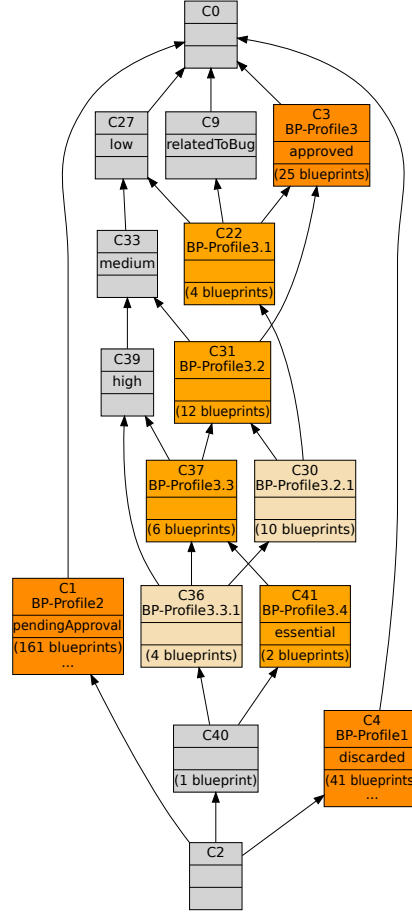 C0
C27
low
C9
relatedToBug
C3
BP-Profile3
approved
(25 blueprints)
C22
BP-Profile3.1
(4 blueprints)
C33
medium
C31
BP-Profile3.2
(12 blueprints)
C39
high
C37
BP-Profile3.3
(6 blueprints)
C30
BP-Profile3.2.1
(10 blueprints)
C1
BP-Profile2
pendingApproval
(161 blueprints)
...
C36
BP-Profile3.3.1
(4 blueprints)
C41
BP-Profile3.4
essential
(2 blueprints)
C40
(1 blueprint)
C4
BP-Profile1
discarded
(41 blueprints
...
C2